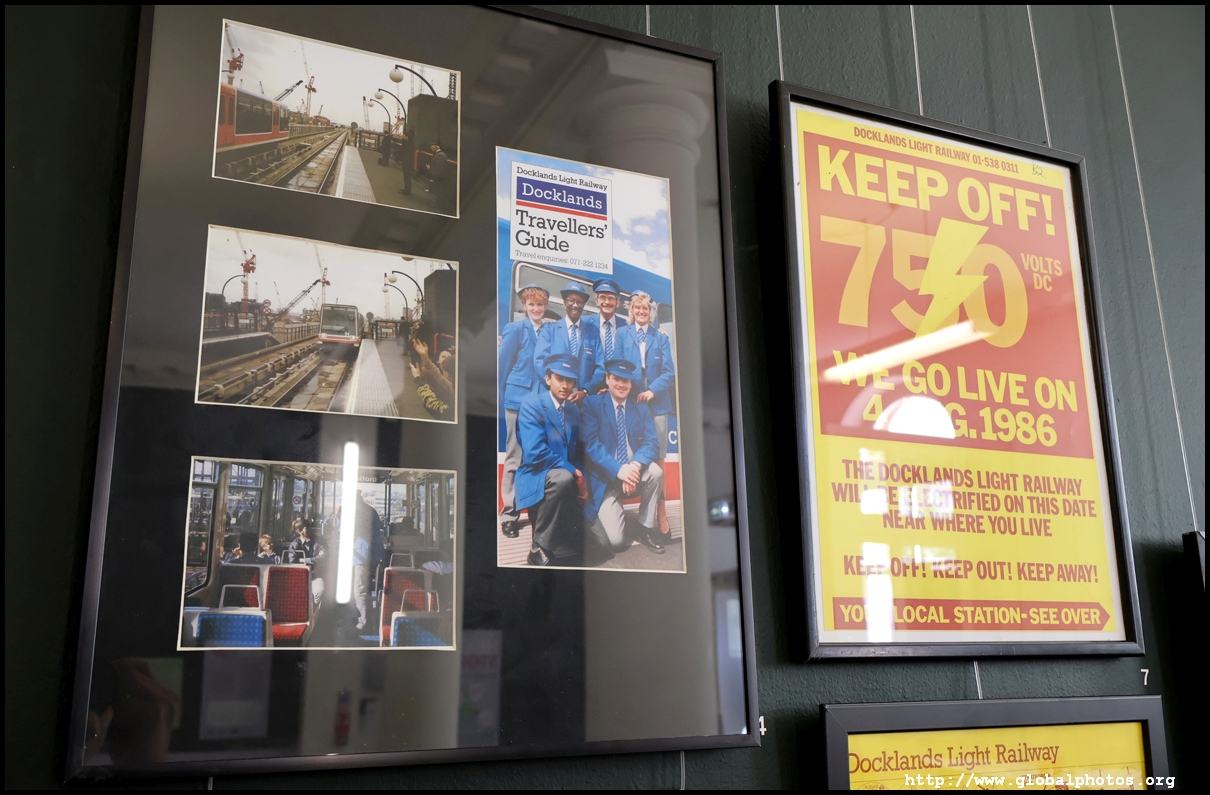 Docklands Light Railway
Docklands
Travellers'
Guide
Travel enquiries: 071-222 1234
4
DOCKLANDS LIGHT RAILWAY 01-538 0311
KEEP OFF!
750
VOLTS
DC
WE GO LIVE ON
4 1986
THE DOCKLANDS LIGHT RAILWAY
WILL BE ELECTRIFIED ON THIS DATE
NEAR WHERE YOU LIVE
KEEP OFF! KEEP OUT! KEEP AWAY!
LOCAL STATION-SEE OVER
7
Docklands Light Railway
http://www.globalphotos.org